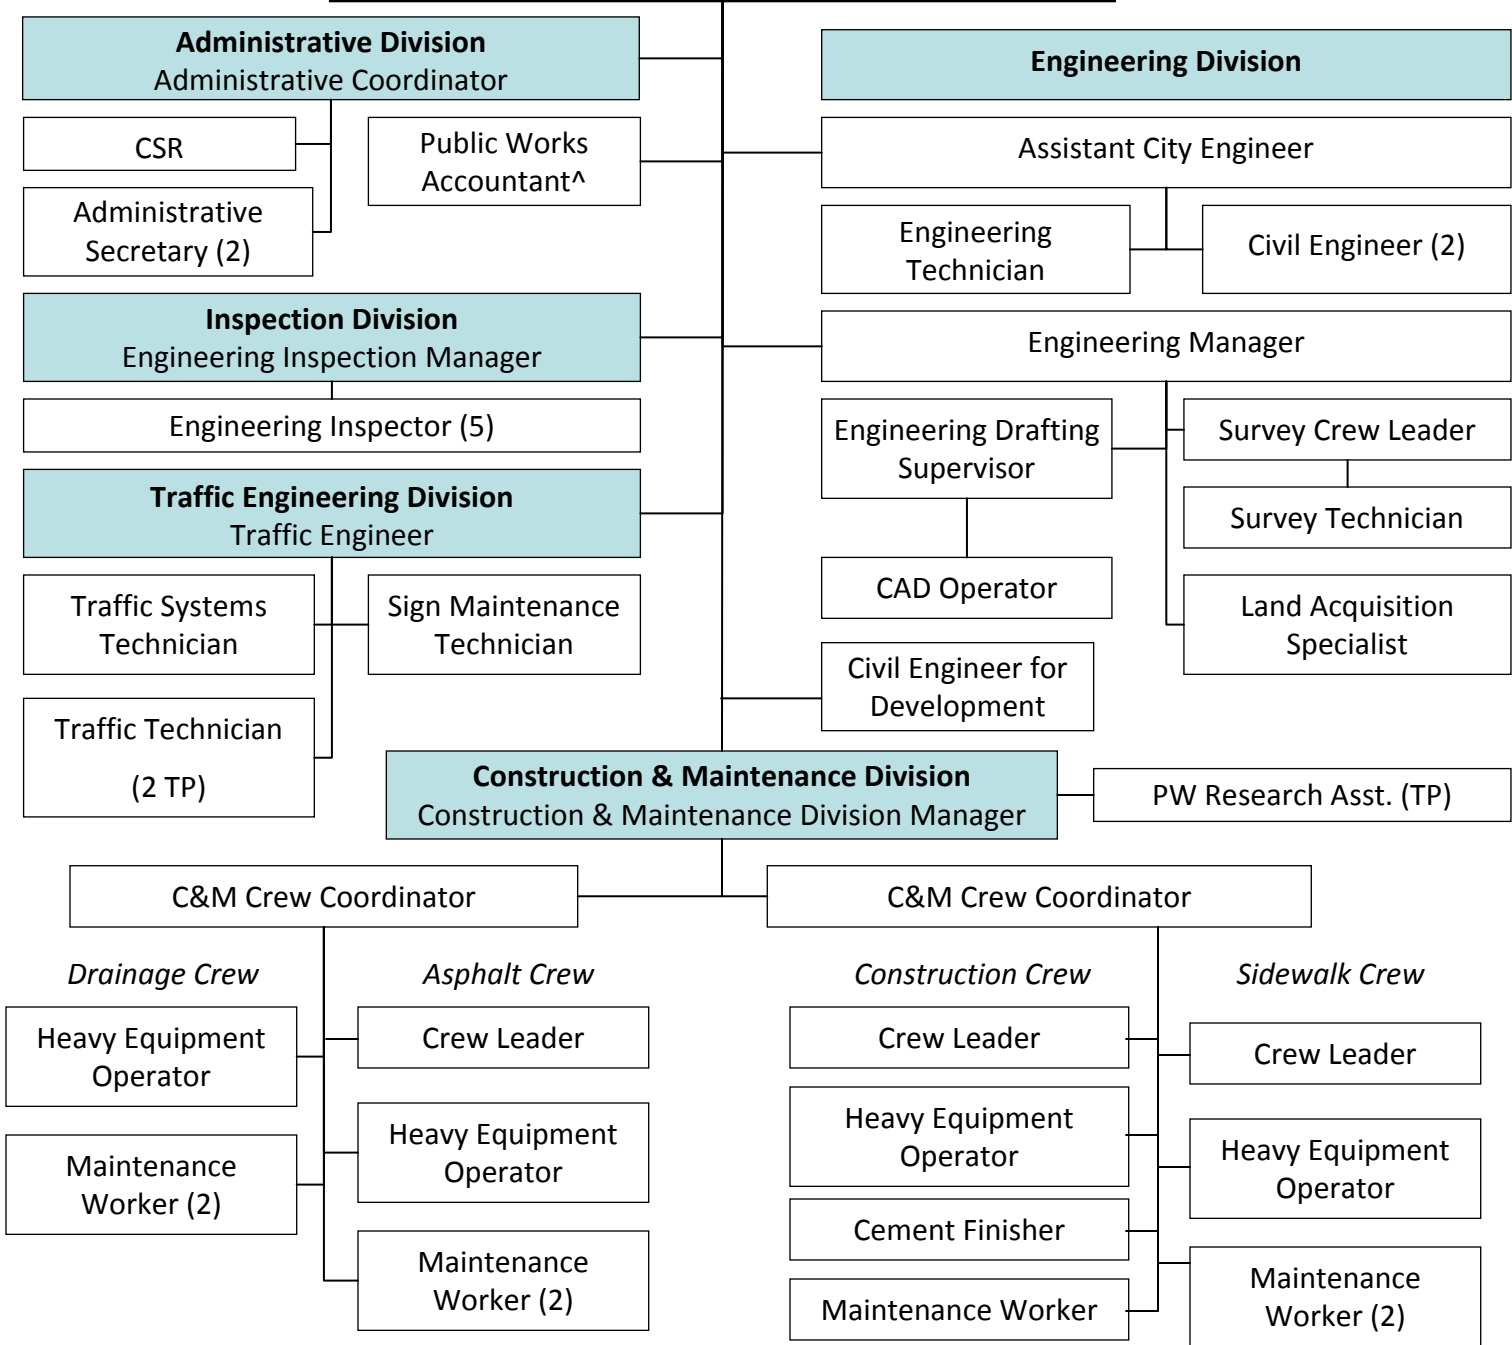 Administrative Division
Administrative Coordinator
CSR
Public Works
Accountant^
Administrative
Secretary (2)
Inspection Division
Engineering Inspection Manager
Engineering Inspector (5)
Traffic Engineering Division
Traffic Engineer
Traffic Systems
Technician
Sign Maintenance
Technician
Traffic Technician
(2 TP)
Engineering Division
Assistant City Engineer
Engineering
Technician
Civil Engineer (2)
Engineering Manager
Engineering Drafting
Supervisor
Survey Crew Leader
Survey Technician
CAD Operator
Land Acquisition
Specialist
Civil Engineer for
Development
Construction & Maintenance Division
Construction & Maintenance Division Manager
PW Research Asst. (TP)
C&M Crew Coordinator
Drainage Crew
Heavy Equipment
Operator
Maintenance
Worker (2)
Asphalt Crew
Crew Leader
Heavy Equipment
Operator
Maintenance
Worker (2)
C&M Crew Coordinator
Construction Crew
Crew Leader
Heavy Equipment
Operator
Cement Finisher
Maintenance Worker
Sidewalk Crew
Crew Leader
Heavy Equipment
Operator
Maintenance
Worker (2)